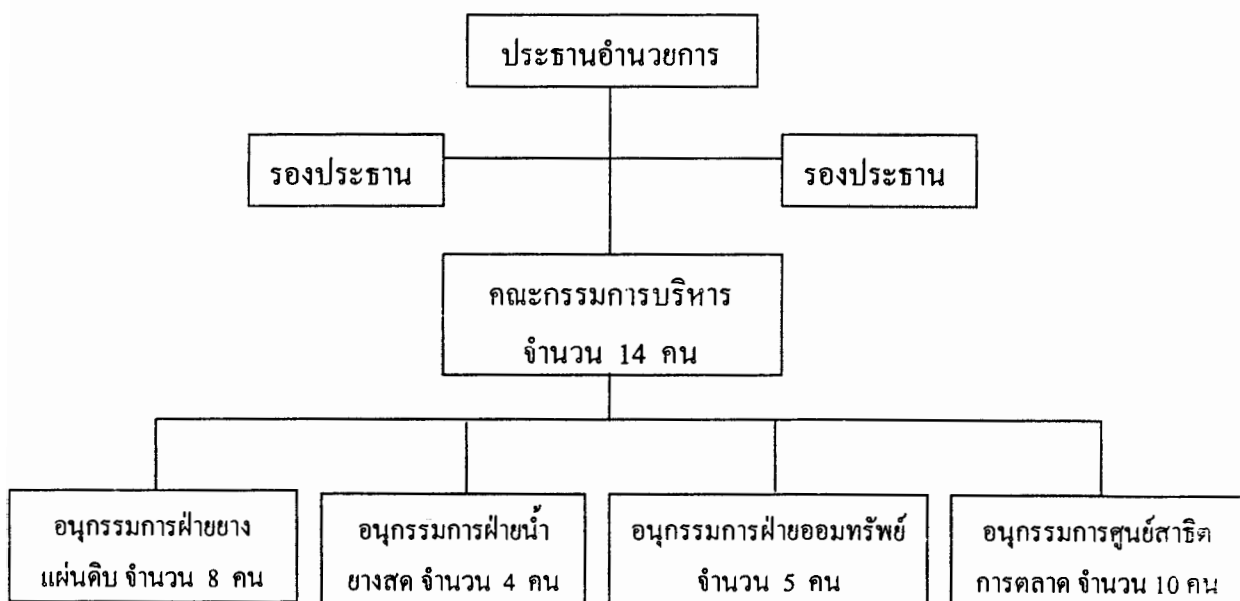 ประธานอำนวยการ
รองประธาน
รองประธาน
คณะกรรมการบริหาร
จำนวน 14 คน
อนุกรรมการฝ่ายยาง
แผ่นดิบ จำนวน 8 คน
อนุกรรมการฝ่ายน้ำ
ยางสด จำนวน 4 คน
อนุกรรมการฝ่ายออมทรัพย์
จำนวน 5 คน
อนุกรรมการศูนย์สาธิต
การตลาด จำนวน 10 คน